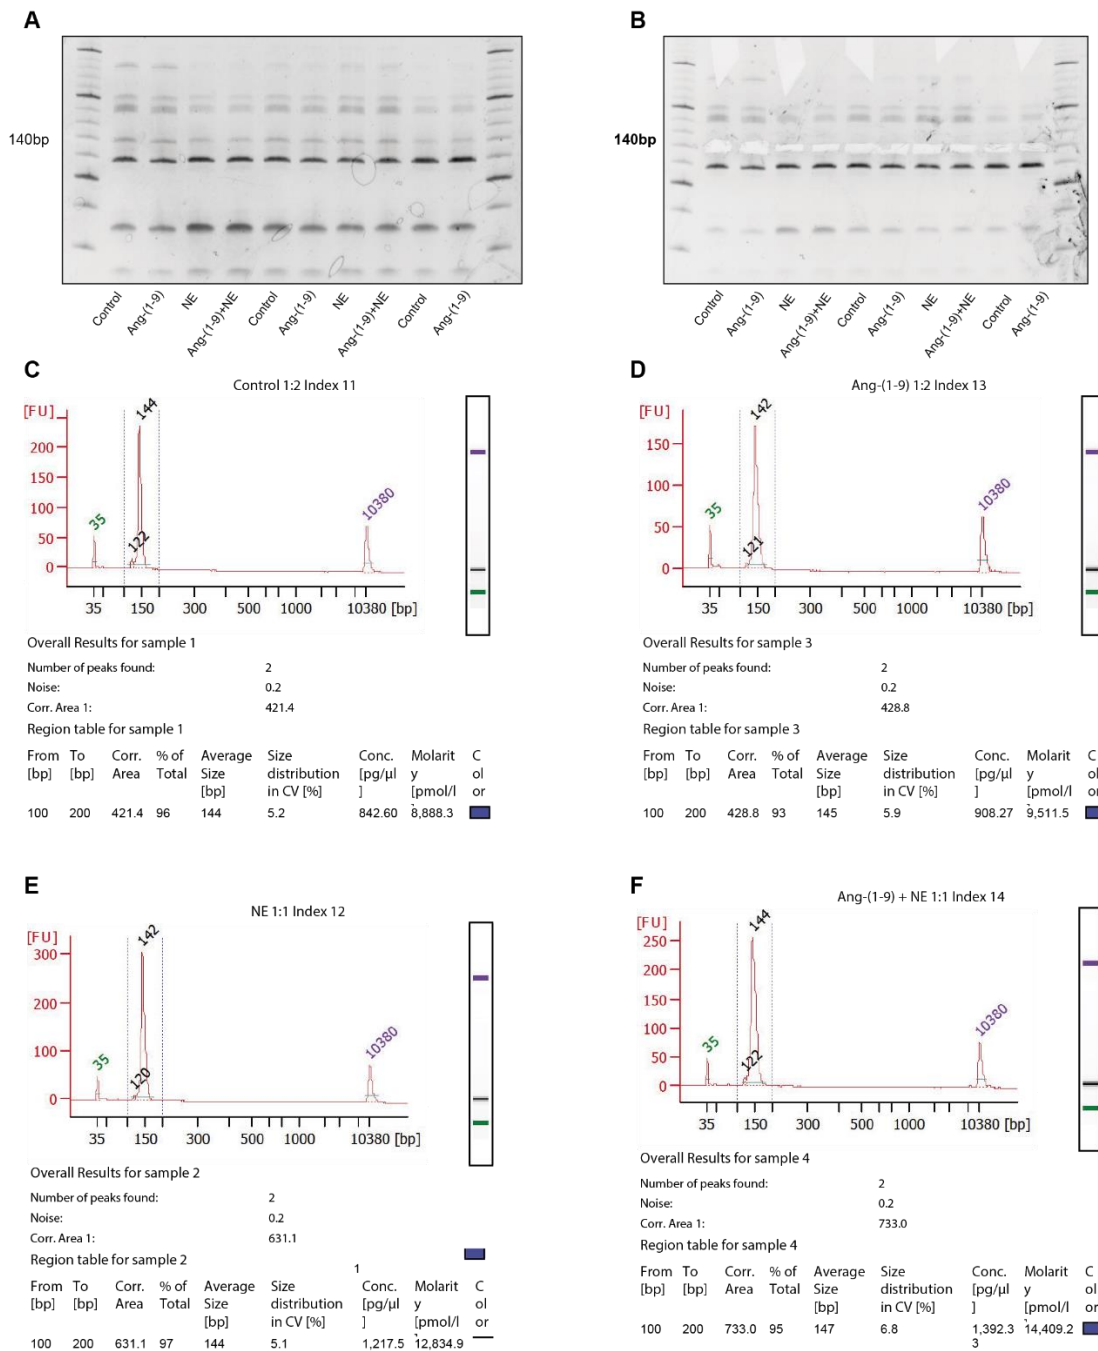 A
B
140bp
140bp
Control
Ang-(1-9)
NE
Ang-(1-9)+NE
Control
Ang-(1-9)
NE
Ang-(1-9)+NE
Control
Ang-(1-9)
Control
Ang-(1-9)
NE
Ang-(1-9)+NE
Control
Ang-(1-9)
NE
Ang-(1-9)+NE
Control
Ang-(1-9)
C
Control 1:2 Index 11
[FU]
200
150
100
50
0
35
122
144
10380
35 150 300 500 1000 10380 [bp]
Overall Results for sample 1
Number of peaks found: 2
Noise: 0.2
Corr. Area 1: 421.4
Region table for sample 1
From To Corr. % of Average Size Conc. Molarit C
[bp] [bp] Area Total Size distribution [pg/µl y ol
[bp] in CV [%] ] [pmol/l or
100 200 421.4 96 144 5.2 842.60 8,888.3
D
Ang-(1-9) 1:2 Index 13
[FU]
150
100
50
0
35
121
142
10380
35 150 300 500 1000 10380 [bp]
Overall Results for sample 3
Number of peaks found: 2
Noise: 0.2
Corr. Area 1: 428.8
Region table for sample 3
From To Corr. % of Average Size Conc. Molarit C
[bp] [bp] Area Total Size distribution [pg/µl y ol
[bp] in CV [%] ] [pmol/l or
100 200 428.8 93 145 5.9 908.27 9,511.5
E
NE 1:1 Index 12
[FU]
300
200
100
0
35
120
142
10380
35 150 300 500 1000 10380 [bp]
Overall Results for sample 2
Number of peaks found: 2
Noise: 0.2
Corr. Area 1: 631.1
Region table for sample 2
1
From To Corr. % of Average Size Conc. Molarit C
[bp] [bp] Area Total Size distribution [pg/µl y ol
[bp] in CV [%] ] [pmol/l or
100 200 631.1 97 144 5.1 1,217.5 12,834.9
F
Ang-(1-9) + NE 1:1 Index 14
[FU]
250
200
150
100
50
0
35
122
144
10380
35 150 300 500 1000 10380 [bp]
Overall Results for sample 4
Number of peaks found: 2
Noise: 0.2
Corr. Area 1: 733.0
Region table for sample 4
From To Corr. % of Average Size Conc. Molarit C
[bp] [bp] Area Total Size distribution [pg/µl y ol
[bp] in CV [%] ] [pmol/l or
100 200 733.0 95 147 6.8 1,392.3 14,409.2
3